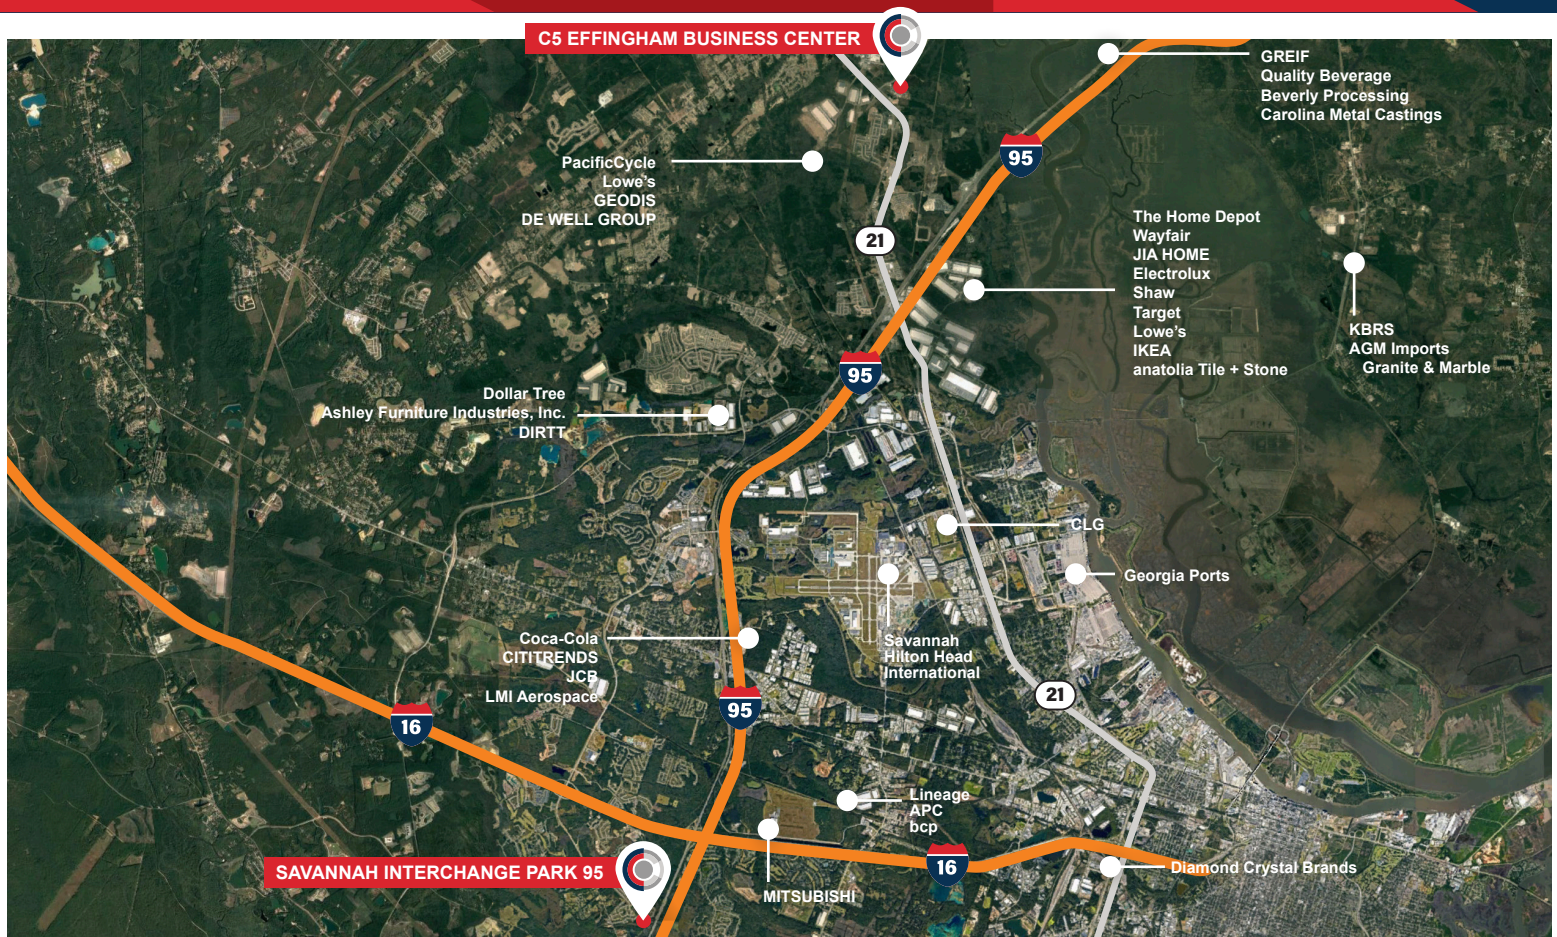 C5 EFFINGHAM BUSINESS CENTER
GREIF
Quality Beverage
Beverly Processing
Carolina Metal Castings
95
PacificCycle
Lowe's
GEODIS
DE WELL GROUP
21
The Home Depot
Wayfair
JIA HOME
Electrolux
Shaw
Target
Lowe's
IKEA
anatolia Tile + Stone
KBRS
AGM Imports
Granite & Marble
95
Dollar Tree
Ashley Furniture Industries, Inc.
DIRTT
CLG
Georgia Ports
Coca-Cola
CITITRENDS
JCB
LMI Aerospace
Savannah
Hilton Head
International
21
95
16
Lineage
APC
bcp
SAVANNAH INTERCHANGE PARK 95
16
Diamond Crystal Brands
MITSUBISHI